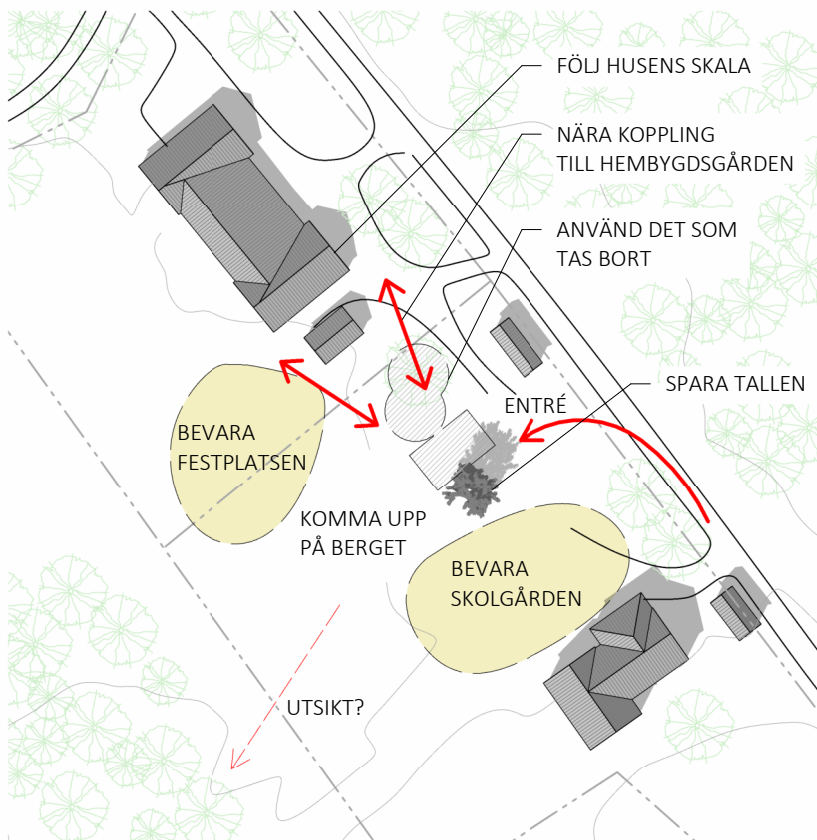 FÖLJ HUSENS SKALA
NÄRA KOPPLING
TILL HEMBYGDSGÅRDEN
ANVÄND DET SOM
TAS BORT
SPARA TALLEN
ENTRÉ
BEVARA
FESTPLATSEN
KOMMA UPP
PÅ BERGET
BEVARA
SKOLGÅRDEN
UTSIKT?